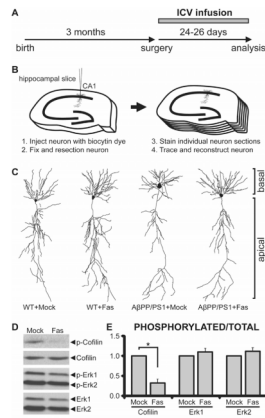 A
ICV infusion
3 months
24-26 days
birth
surgery
analysis
B
hippocampal slice
CA1
1. Inject neuron with biocytin dye
2. Fix and resection neuron
3. Stain individual neuron sections
4. Trace and reconstruct neuron
C
basal
apical
WT+Mock
WT+Fas
AβPP/PS1+Mock
AβPP/PS1+Fas
D
Mock Fas
p-Cofilin
Cofilin
p-Erk1
p-Erk2
Erk1
Erk2
E
PHOSPHORYLATED/TOTAL
1.5
1.0
0.5
0.0
*
Mock Fas Mock Fas Mock Fas
Cofilin Erk1 Erk2